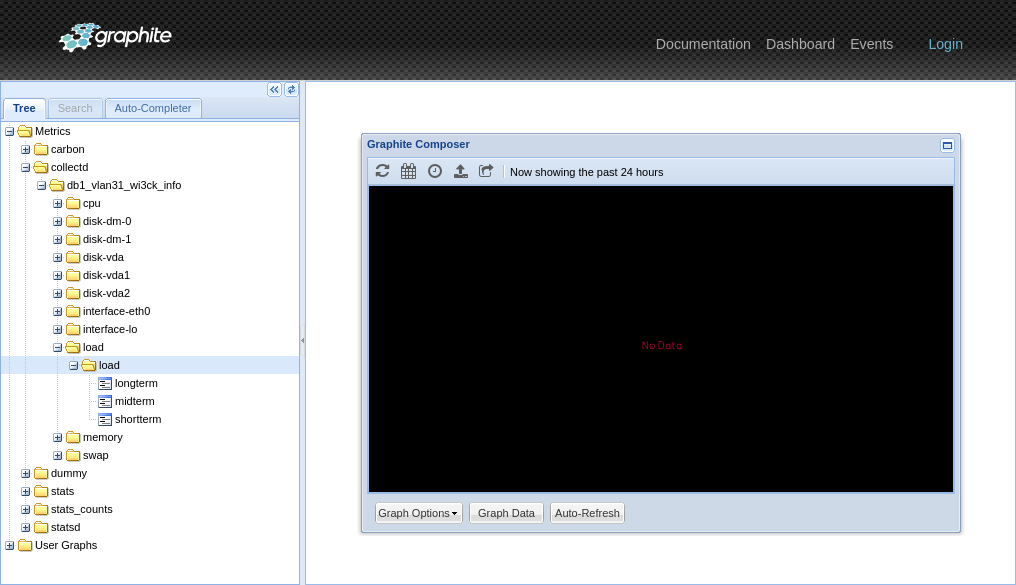 graphite
Documentation Dashboard Events Login
Tree Search Auto-Completer
Metrics
carbon
collectd
db1_vlan31_wi3ck_info
cpu
disk-dm-0
disk-dm-1
disk-vda
disk-vda1
disk-vda2
interface-eth0
interface-lo
load
load
longterm
midterm
shortterm
memory
swap
dummy
stats
stats_counts
statsd
User Graphs
Graphite Composer
Now showing the past 24 hours
No Data
Graph Options Graph Data Auto-Refresh